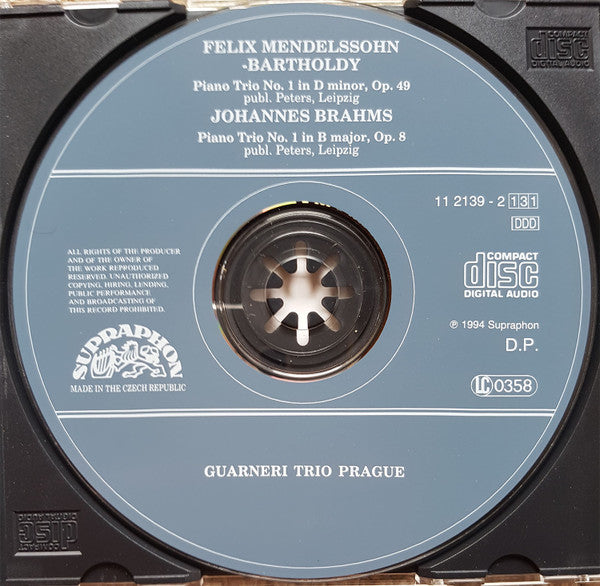 FELIX MENDELSSOHN
-BARTHOLDY
Piano Trio No. 1 in D minor, Op. 49
publ. Peters, Leipzig
JOHANNES BRAHMS
Piano Trio No. 1 in B major, Op. 8
publ. Peters, Leipzig
11 2139 - 2 131
DDD
ALL RIGHTS OF THE PRODUCER
AND OF THE OWNER OF
THE WORK REPRODUCED
RESERVED. UNAUTHORIZED
COPYING, HIRING, LENDING,
PUBLIC PERFORMANCE
AND BROADCASTING OF
THIS RECORD PROHIBITED.
SUPRAPHON
MADE IN THE CZECH REPUBLIC
COMPACT
disc
DIGITAL AUDIO
℗ 1994 Supraphon
D.P.
LC 0358
GUARNERI TRIO PRAGUE
COMPACT
disc
DIGITAL AUDIO
COMPACT
disc
DIGITAL AUDIO